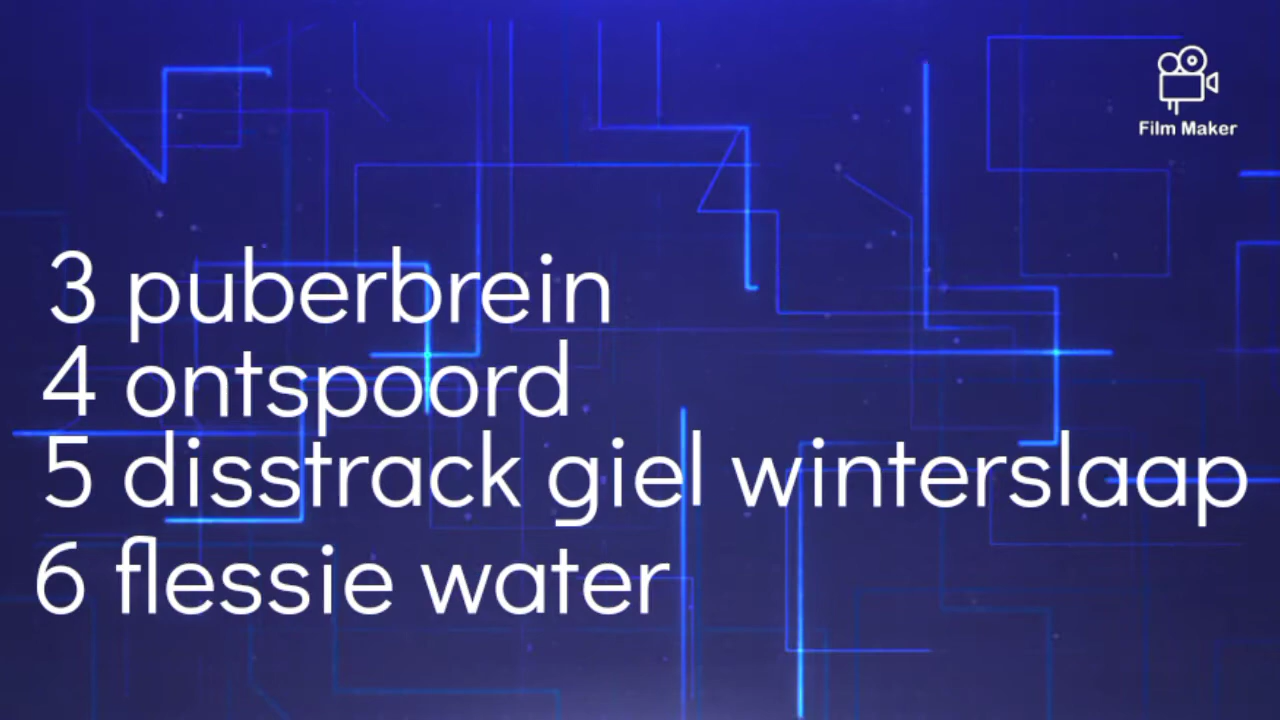 Film Maker
3 puberbrein
4 ontspoord
5 disstrack giel winterslaap
6 flessie water